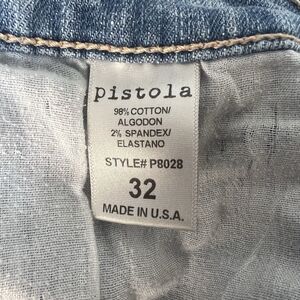 pistola
98% COTTON/
ALGODON
2% SPANDEX/
ELASTANO
STYLE# P8028
32
MADE IN U.S.A.